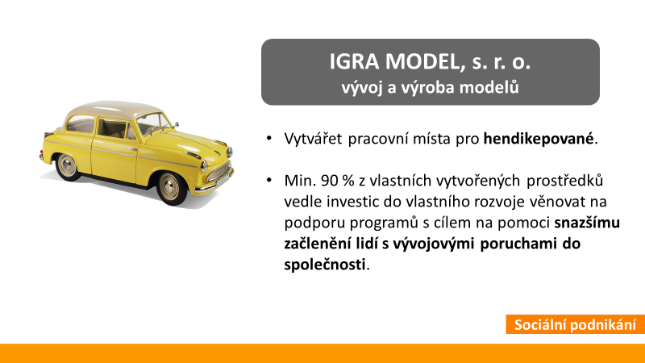 IGRA MODEL, s. r. o.
vývoj a výroba modelů
• Vytvářet pracovní místa pro hendikepované.
• Min. 90 % z vlastních vytvořených prostředků
vedle investic do vlastního rozvoje věnovat na
podporu programů s cílem na pomoci snazšímu
začlenění lidí s vývojovými poruchami do
společnosti.
Sociální podnikání